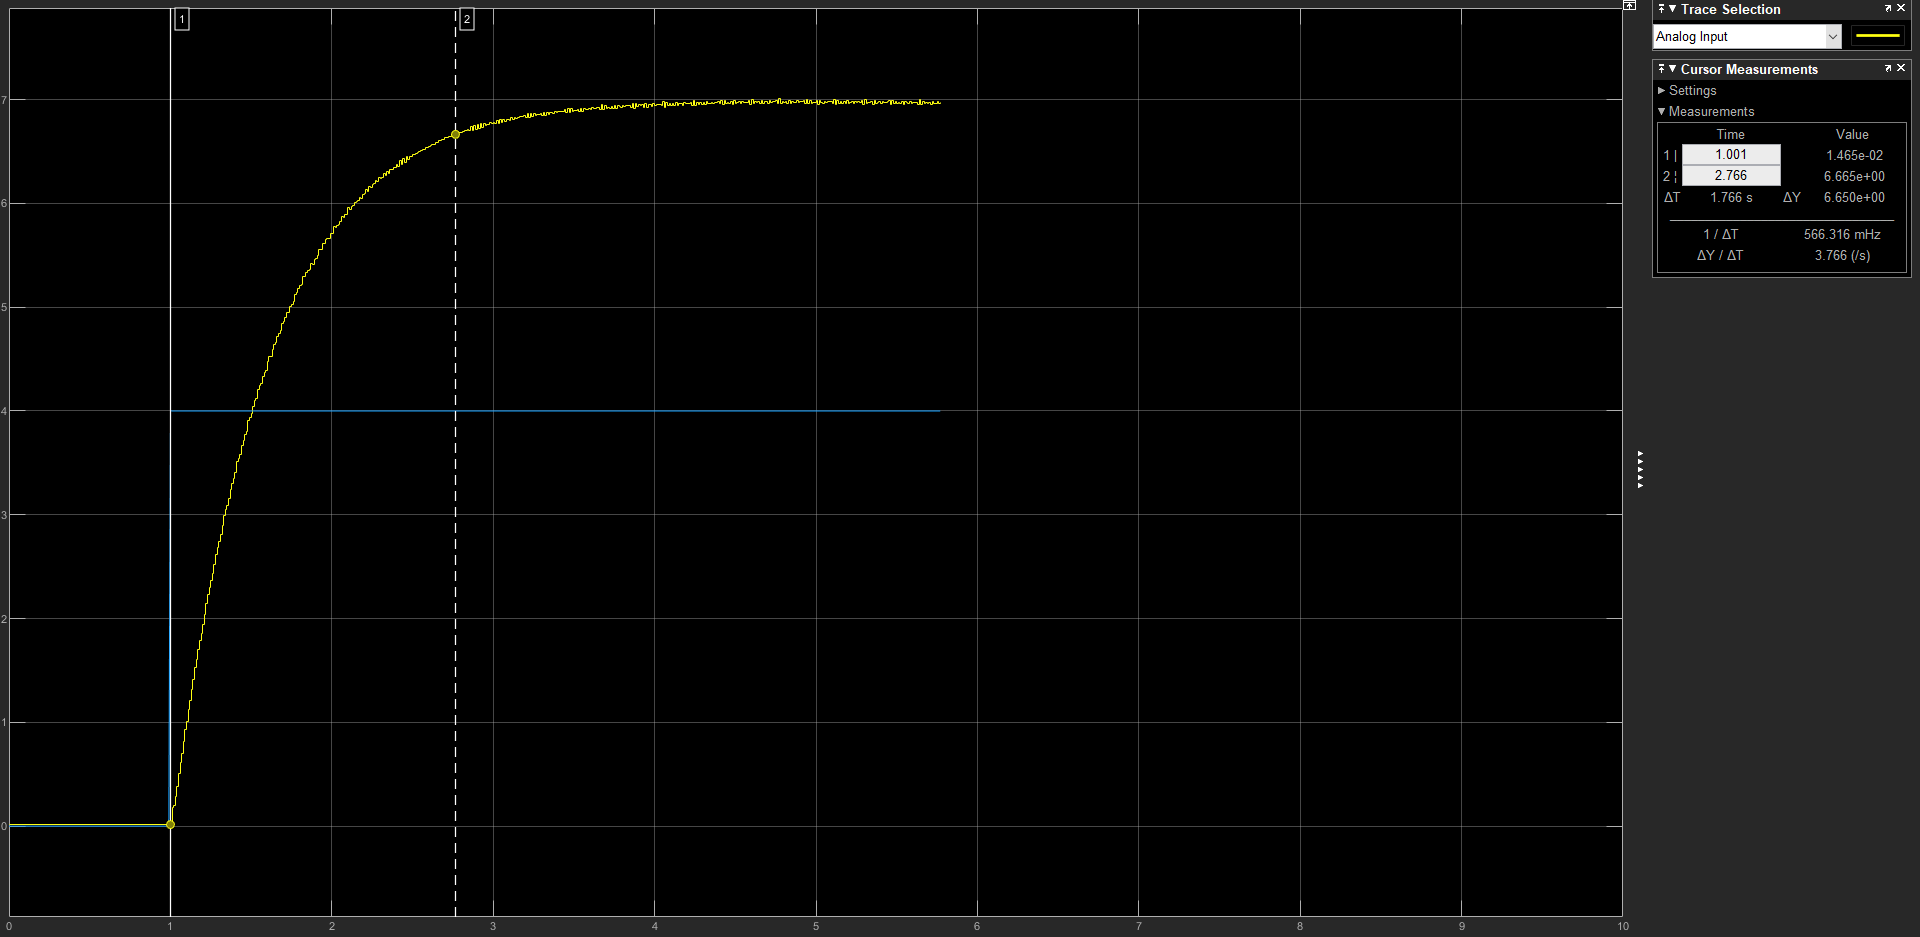 1
2
7
6
5
4
3
2
1
0
0 1 2 3 4 5 6 7 8 9 10
Trace Selection
Analog Input
Cursor Measurements
Settings
Measurements
Time Value
1 | 1.001 1.465e-02
2 ¦ 2.766 6.665e+00
ΔT 1.766 s ΔY 6.650e+00
1 / ΔT 566.316 mHz
ΔY / ΔT 3.766 (/s)